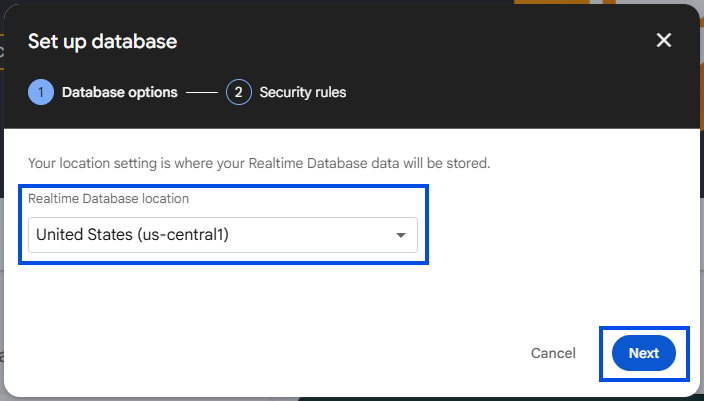 Set up database
1 Database options 2 Security rules
Your location setting is where your Realtime Database data will be stored.
Realtime Database location
United States (us-central1)
Cancel Next